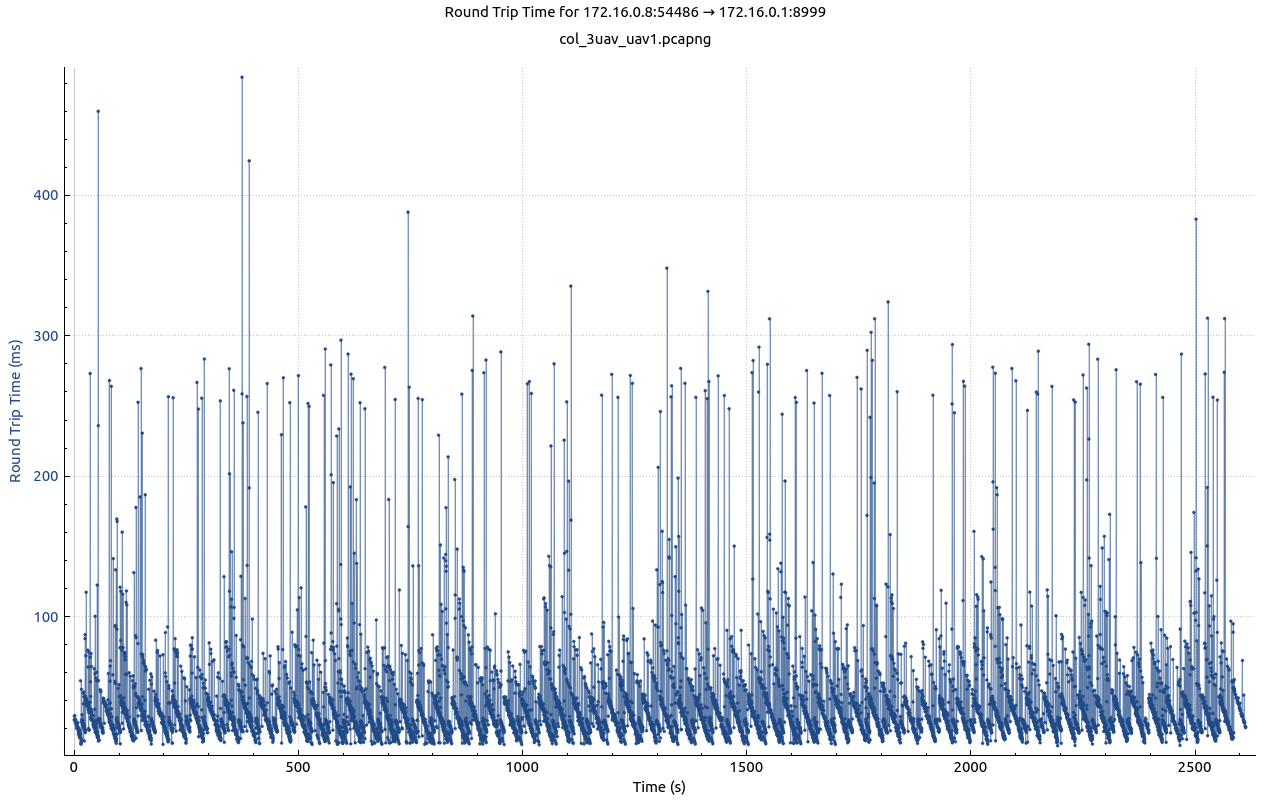 Round Trip Time for 172.16.0.8:54486 → 172.16.0.1:8999
col_3uav_uav1.pcapng
Round Trip Time (ms)
400
300
200
100
0
500
1000
1500
2000
2500
Time (s)